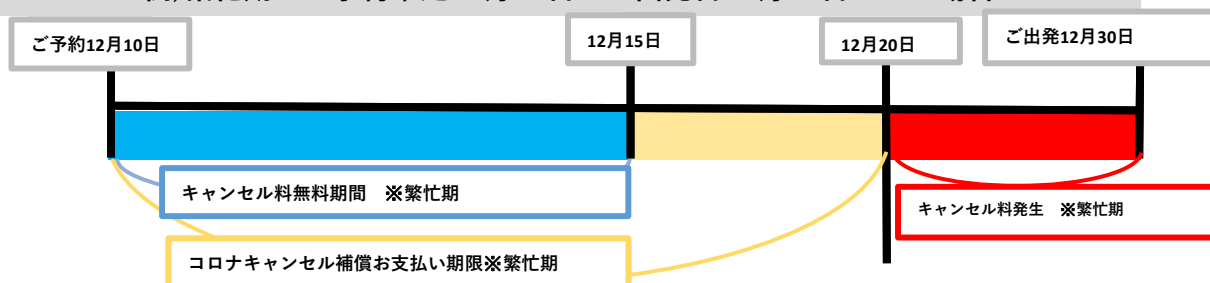 ご予約12月10日
12月15日
12月20日
ご出発12月30日
キャンセル料無料期間　※繁忙期
キャンセル料発生　※繁忙期
コロナキャンセル補償お支払い期限※繁忙期